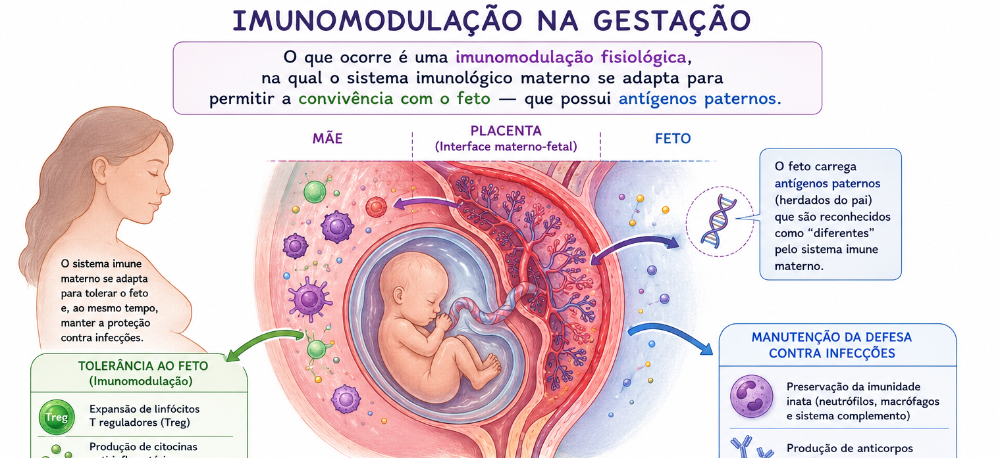 IMUNOMODULAÇÃO NA GESTAÇÃO
O que ocorre é uma imunomodulação fisiológica,
na qual o sistema imunológico materno se adapta para
permitir a convivência com o feto — que possui antígenos paternos.
MÃE
PLACENTA
(Interface materno-fetal)
FETO
O feto carrega
antígenos paternos
(herdados do pai)
que são reconhecidos
como “diferentes”
pelo sistema imune
materno.
O sistema imune
materno se adapta
para tolerar o feto
e, ao mesmo tempo,
manter a proteção
contra infecções.
TOLERÂNCIA AO FETO
(Imunomodulação)
Treg
Expansão de linfócitos
T reguladores (Treg)
Produção de citocinas
MANUTENÇÃO DA DEFESA
CONTRA INFECÇÕES
Preservação da imunidade
inata (neutrófilos, macrófagos
e sistema complemento)
Produção de anticorpos